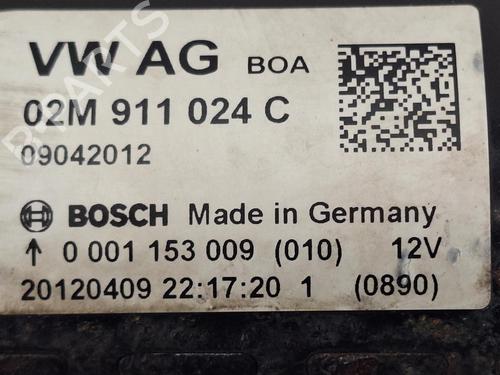 VW AG BOA
02M 911 024 C
09042012
BOSCH Made in Germany
↑ 0 001 153 009 (010) 12V
20120409 22:17:20 1 (0890)